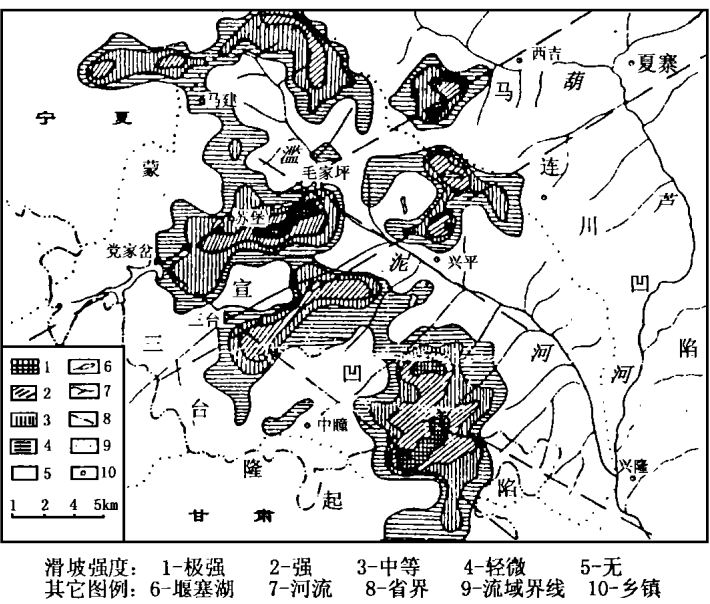 西吉
夏寨
马建
马
葫
宁 夏
滥
连
蒙
毛家坪
芦
川
苏堡
党家岔
泥
兴平
宣
凹
二台
三
河
陷
凹
河
台
中疃
隆
兴隆
起
陷
甘 肃
1 6
2 7
3 8
4 9
5 10
1 2 4 5km
滑坡强度： 1-极强 2-强 3-中等 4-轻微 5-无
其它图例：6-堰塞湖 7-河流 8-省界 9-流域界线 10-乡镇